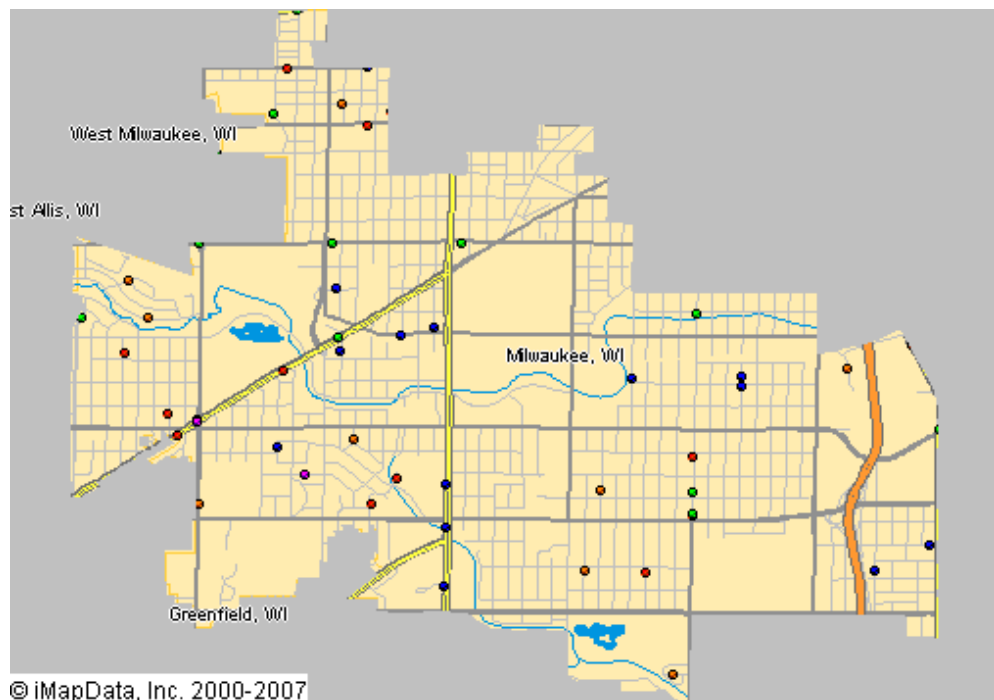 West Milwaukee, WI
st Allis, WI
Milwaukee, WI
Greenfield, WI
© iMapData, Inc. 2000-2007